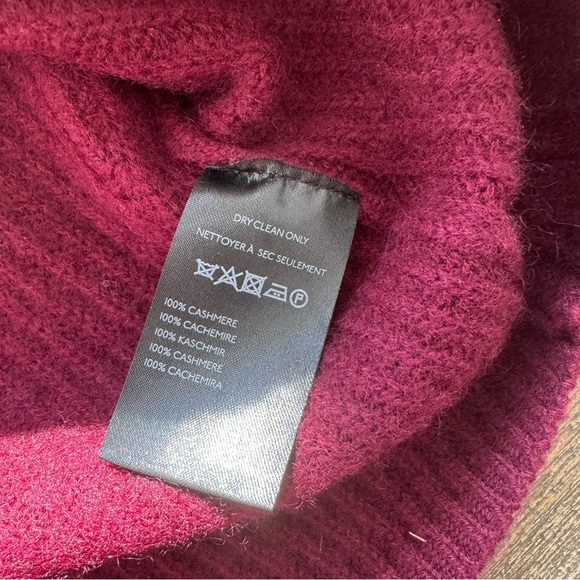 DRY CLEAN ONLY
NETTOYER À SEC SEULEMENT
P
100% CASHMERE
100% CACHEMIRE
100% KASCHMIR
100% CASHMERE
100% CACHEMIRA